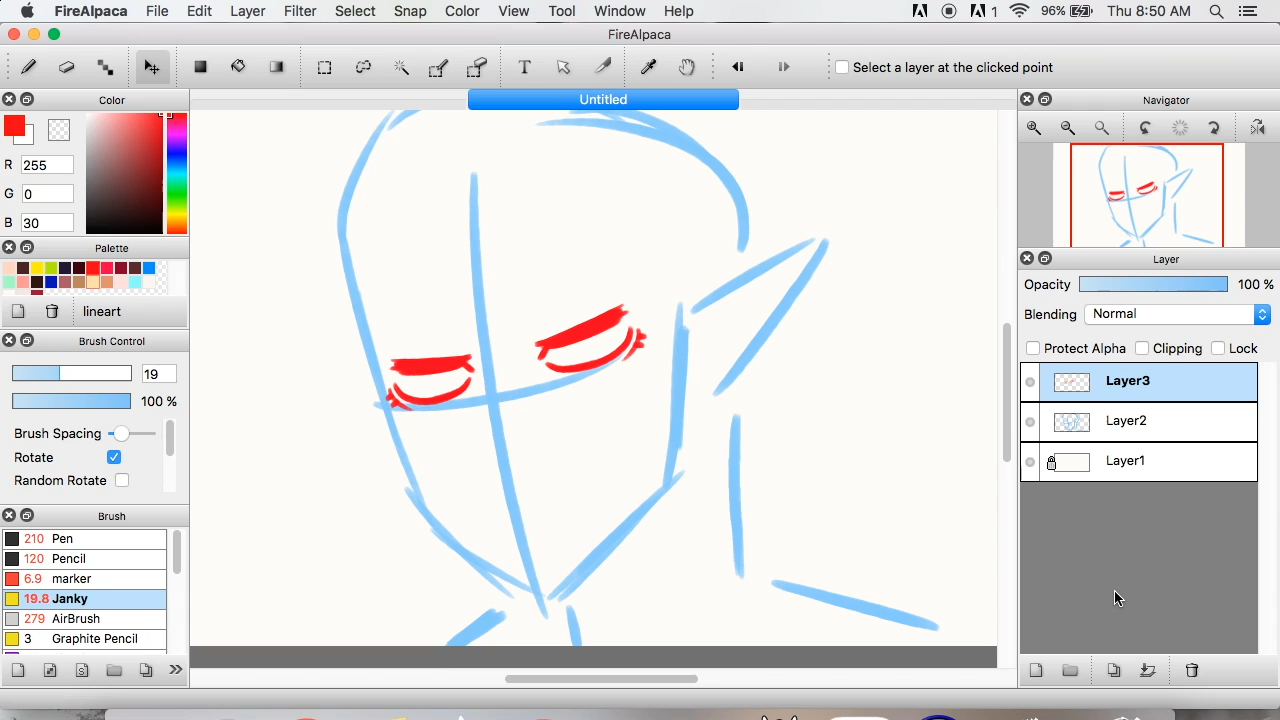 FireAlpaca File Edit Layer Filter Select Snap Color View Tool Window Help 1 96% Thu 8:50 AM
FireAlpaca
Select a layer at the clicked point
Color
R 255
G 0
B 30
Palette
lineart
Brush Control
19
100 %
Brush Spacing
Rotate
Random Rotate
Brush
210 Pen
120 Pencil
6.9 marker
19.8 Janky
279 AirBrush
3 Graphite Pencil
Untitled
Navigator
Layer
Opacity 100 %
Blending Normal
Protect Alpha Clipping Lock
Layer3
Layer2
Layer1